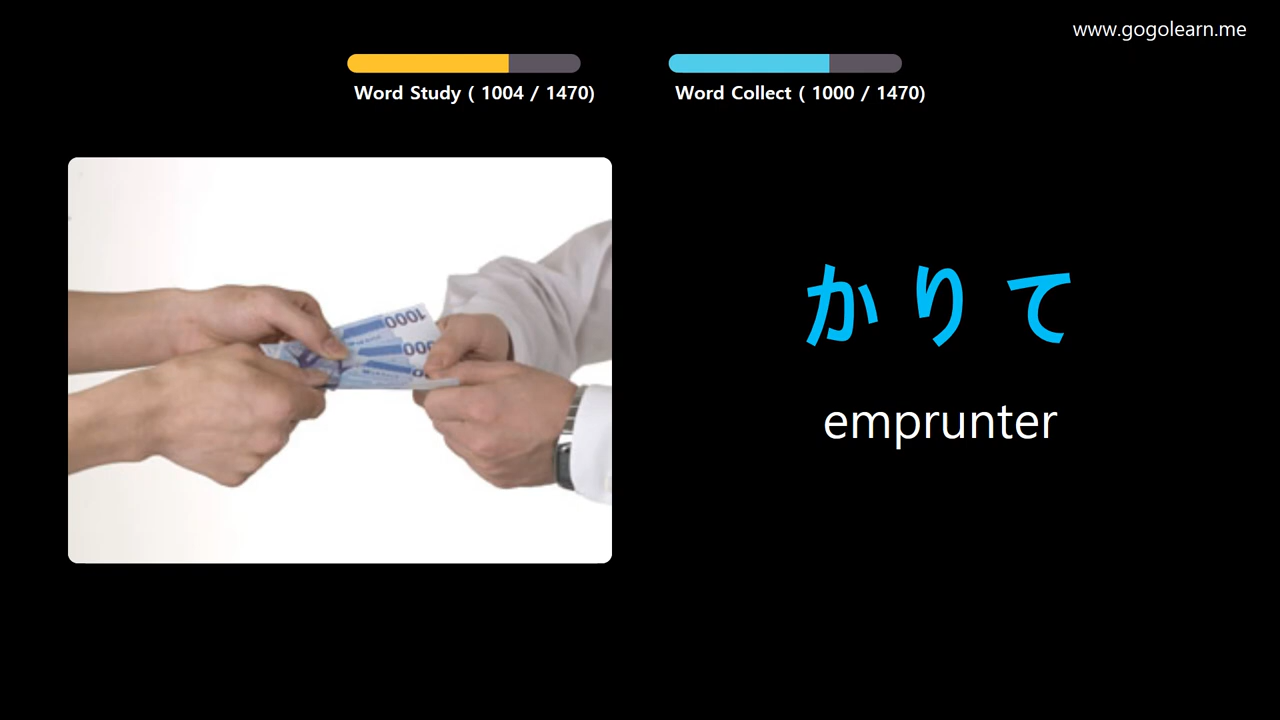 www.gogolearn.me
Word Study ( 1004 / 1470)
Word Collect ( 1000 / 1470)
1000
かりて
emprunter